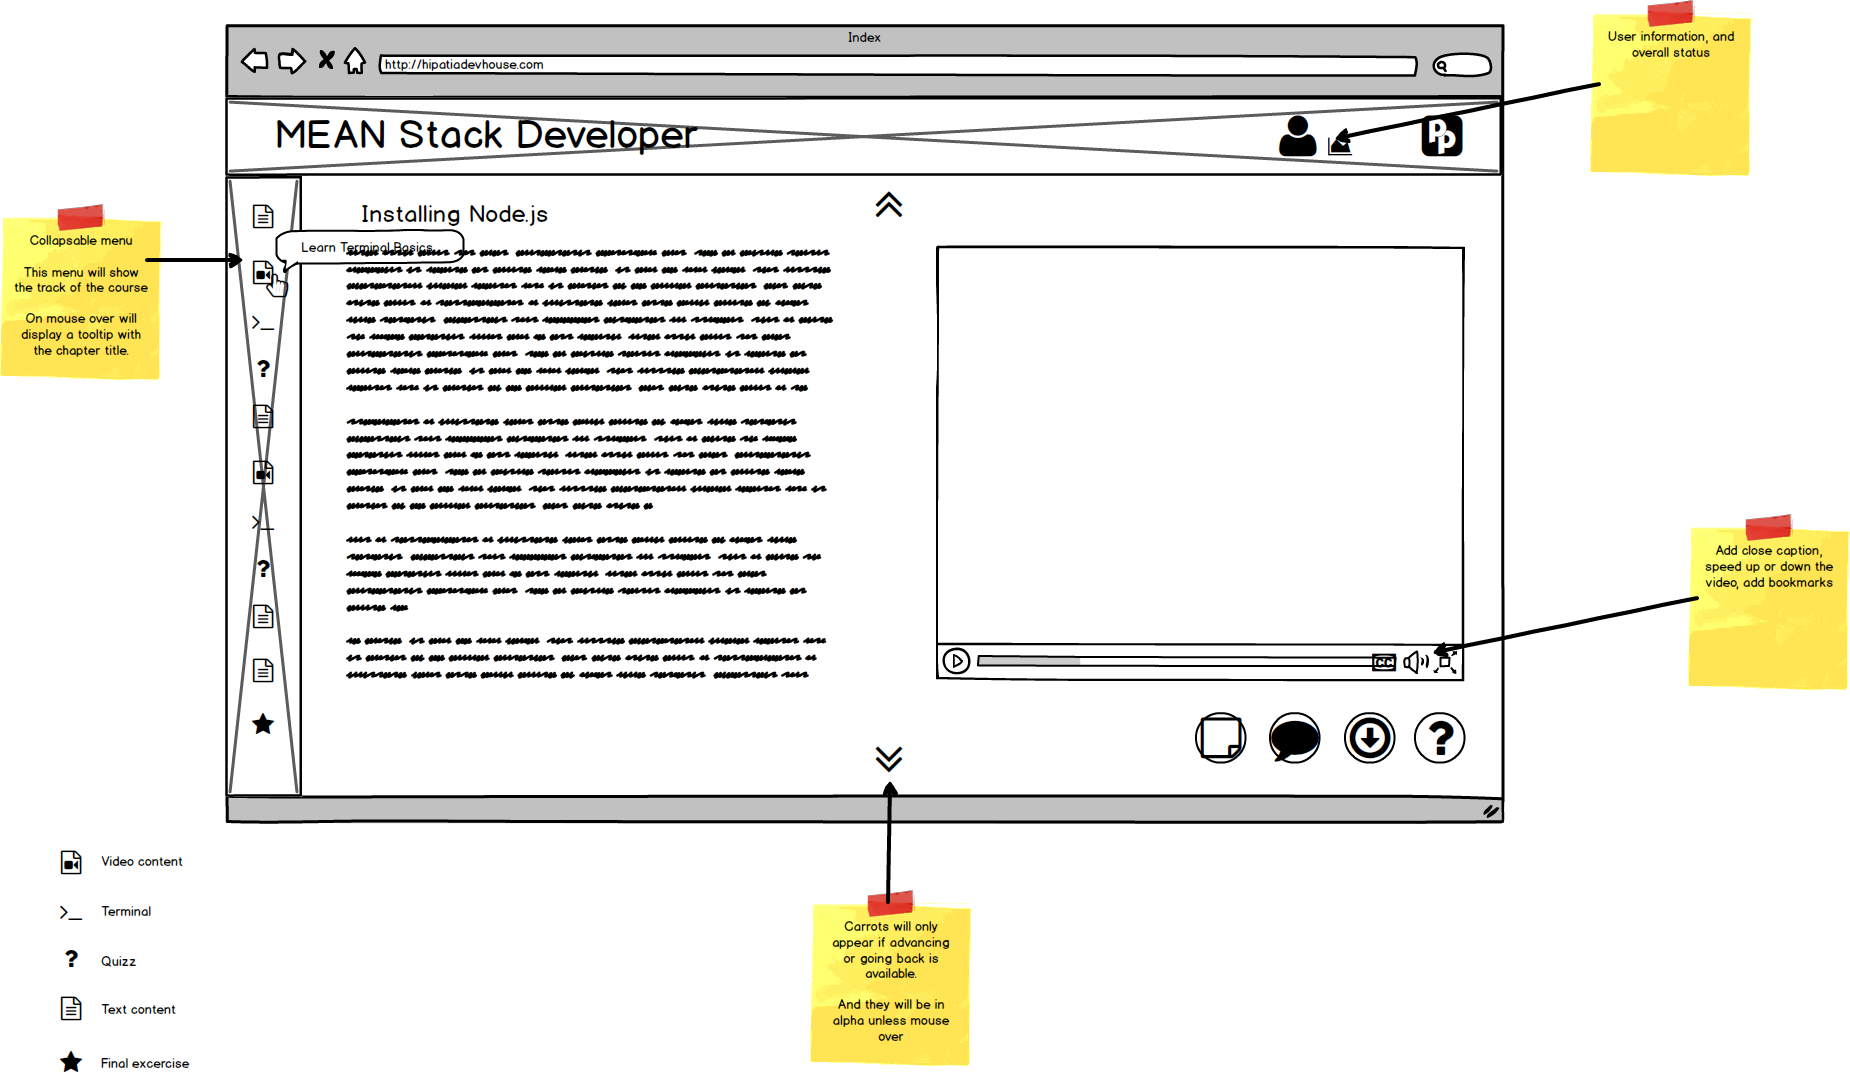 Index
http://hipatiadevhouse.com
User information, and
overall status
MEAN Stack Developer
Pp
Collapsable menu
This menu will show
the track of the course
On mouse over will
display a tooltip with
the chapter title.
Installing Node.js
Learn Terminal Basics
>_
?
>_
?
Add close caption,
speed up or down the
video, add bookmarks
CC
?
Video content
>_ Terminal
? Quizz
Text content
Final excercise
Carrots will only
appear if advancing
or going back is
available.
And they will be in
alpha unless mouse
over